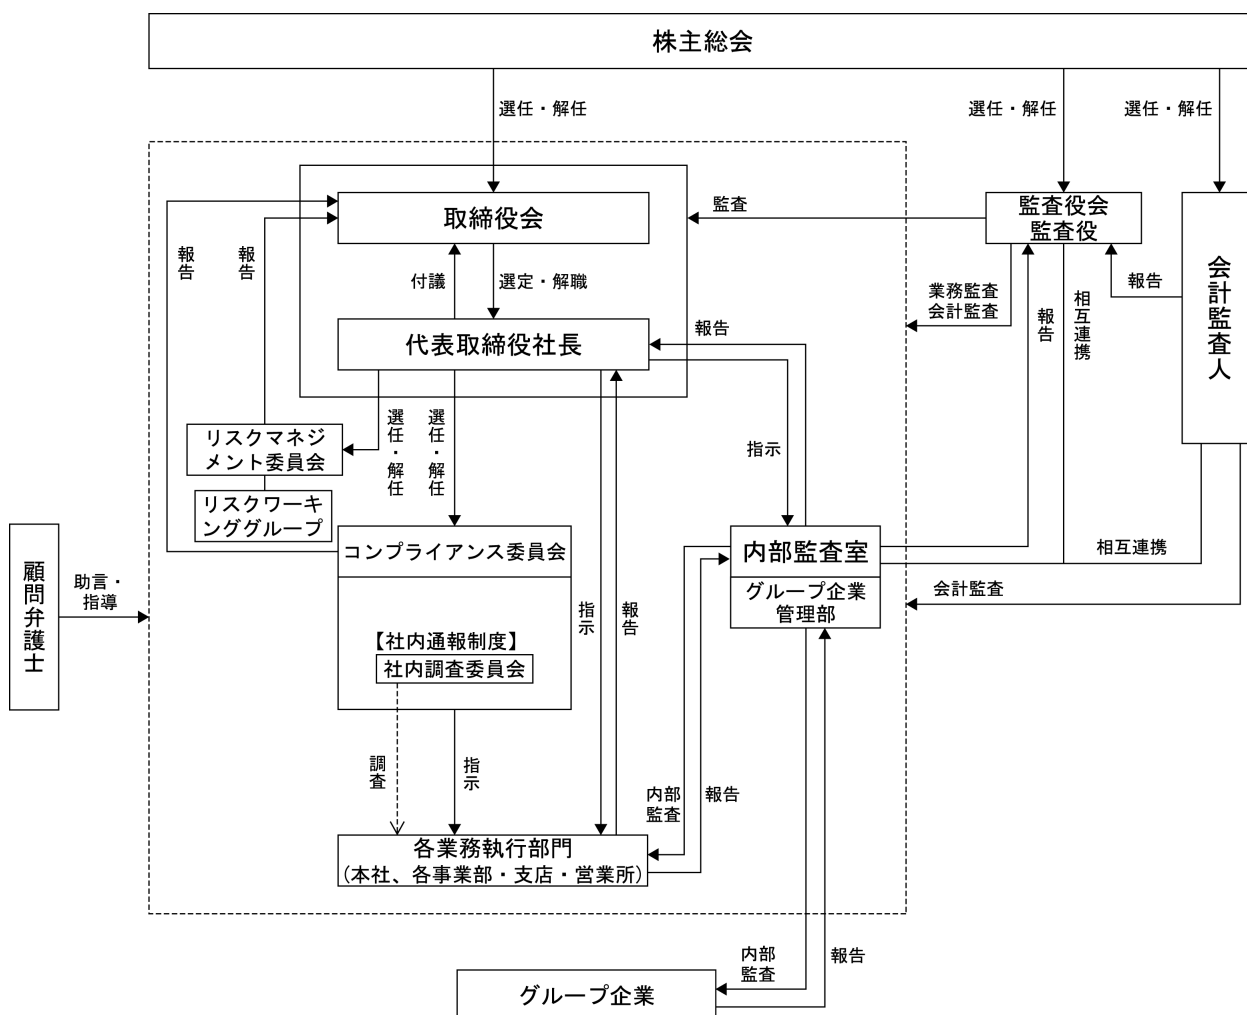 株主総会
選任・解任
選任・解任
選任・解任
取締役会
監査
監査役会
監査役
会計監査人
報告
報告
付議
選定・解職
業務監査
会計監査
報告
相互連携
報告
代表取締役社長
報告
選任・解任
選任・解任
指示
リスクマネジ
メント委員会
リスクワーキ
ンググループ
顧問弁護士
助言・
指導
コンプライアンス委員会
内部監査室
相互連携
グループ企業
管理部
会計監査
指示
報告
【社内通報制度】
社内調査委員会
調査
指示
内部
監査
報告
各業務執行部門
(本社、各事業部・支店・営業所)
内部
監査
報告
グループ企業